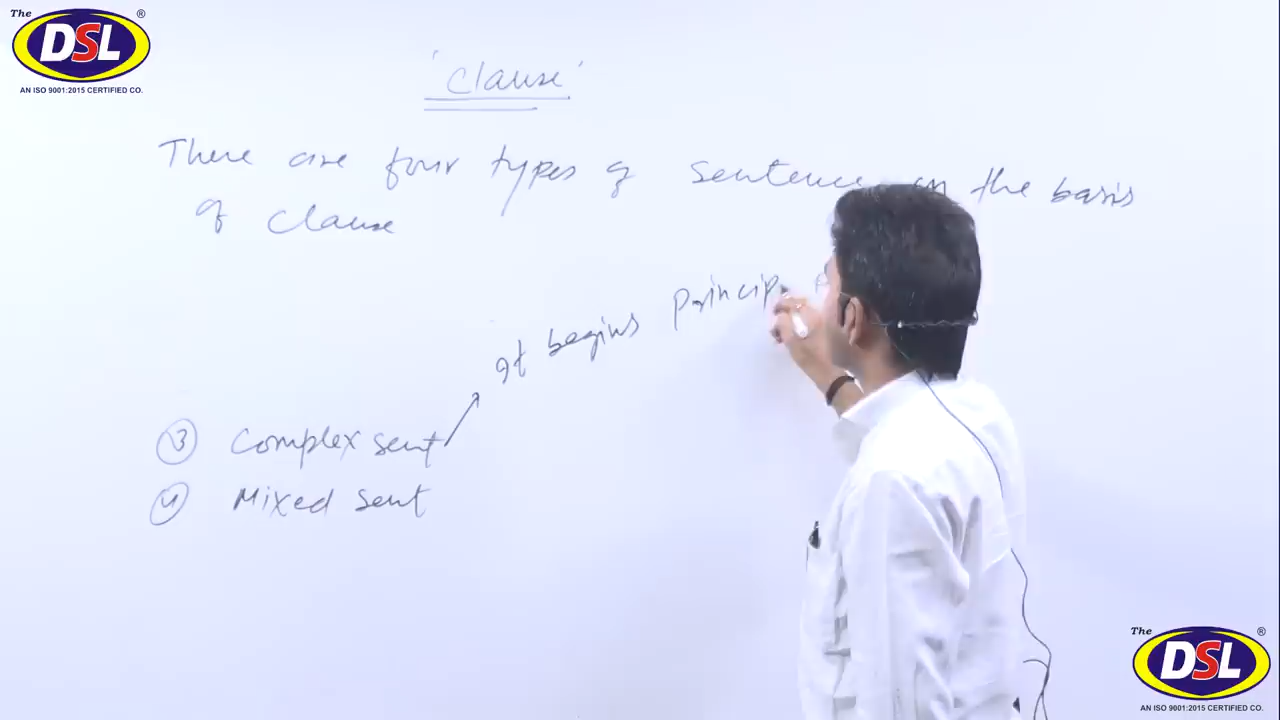 The DSL ®
AN ISO 9001:2015 CERTIFIED CO.
'Clause'
There are four types of sentence on the basis
of clause
It begins Princip
③ Complex sent
④ Mixed sent
The DSL ®
AN ISO 9001:2015 CERTIFIED CO.